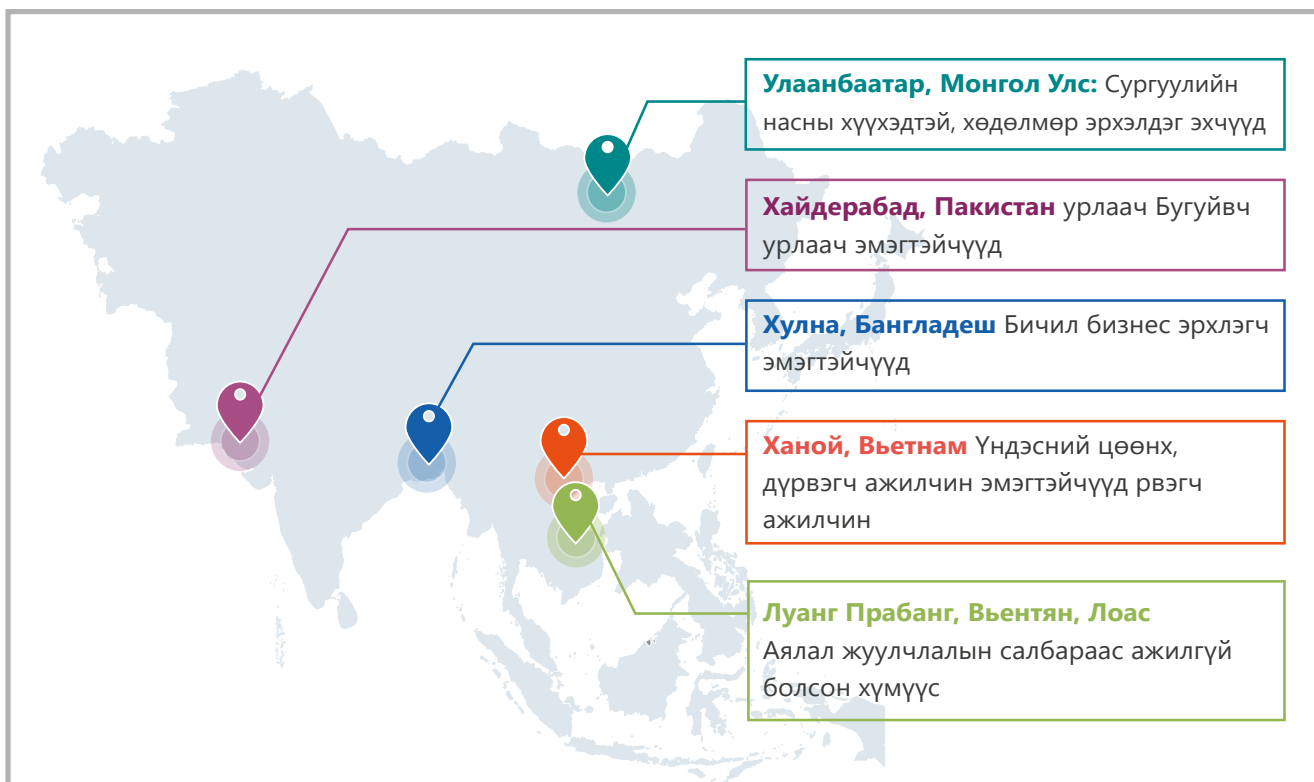 Улаанбаатар, Монгол Улс: Сургуулийн
насны хүүхэдтэй, хөдөлмөр эрхэлдэг эхчүүд
Хайдерабад, Пакистан урлаач Бугуйвч
урлаач эмэгтэйчүүд
Хулна, Бангладеш Бичил бизнес эрхлэгч
эмэгтэйчүүд
Ханой, Вьетнам Үндэсний цөөнх,
дүрвэгч ажилчин эмэгтэйчүүд рвэгч
ажилчин
Луанг Прабанг, Вьентян, Лоас
Аялал жуулчлалын салбараас ажилгүй
болсон хүмүүс